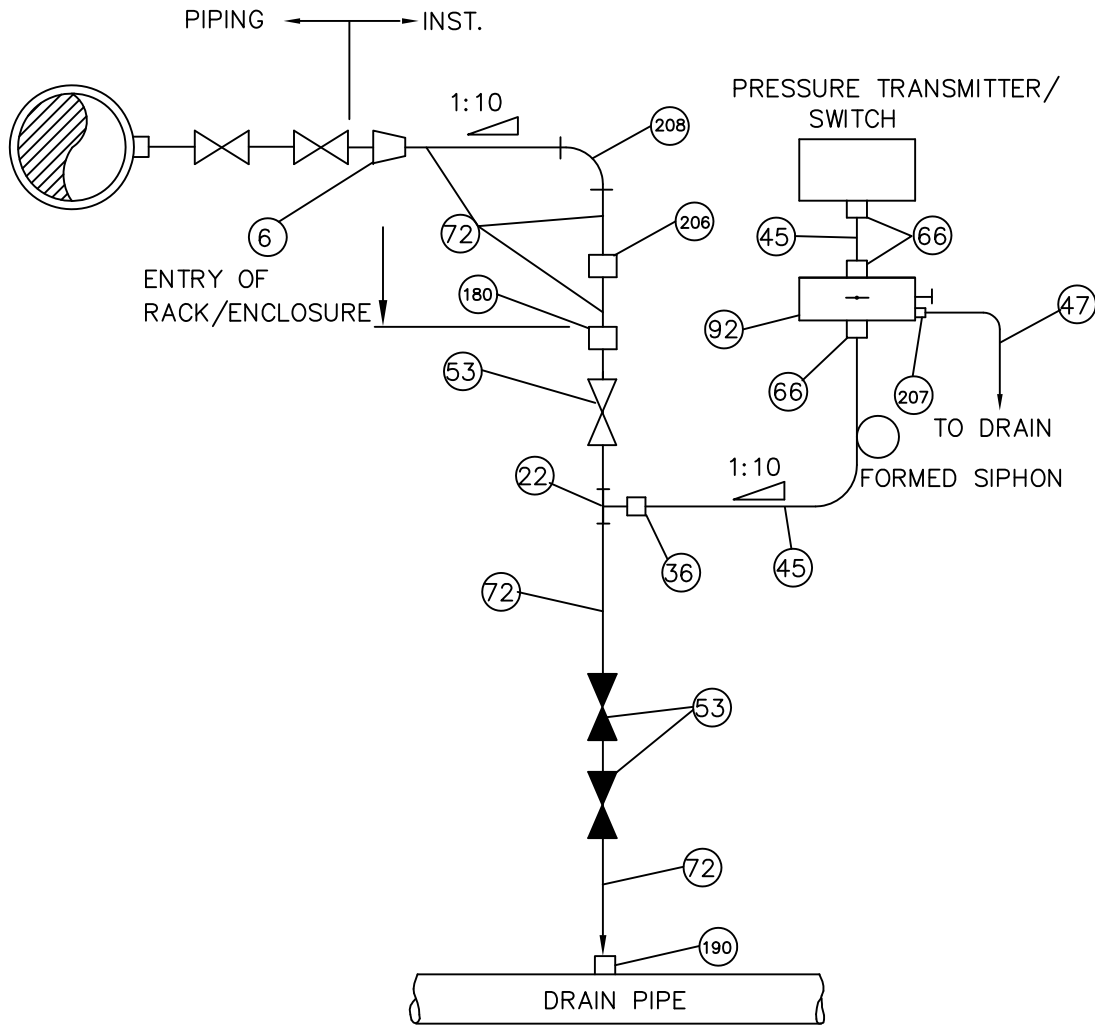 PIPING INST.
PRESSURE TRANSMITTER/
SWITCH
1:10
208
6
72
206
45
66
ENTRY OF
RACK/ENCLOSURE
180
92
47
53
66
207
TO DRAIN
22
1:10
FORMED SIPHON
36
45
72
53
72
190
DRAIN PIPE